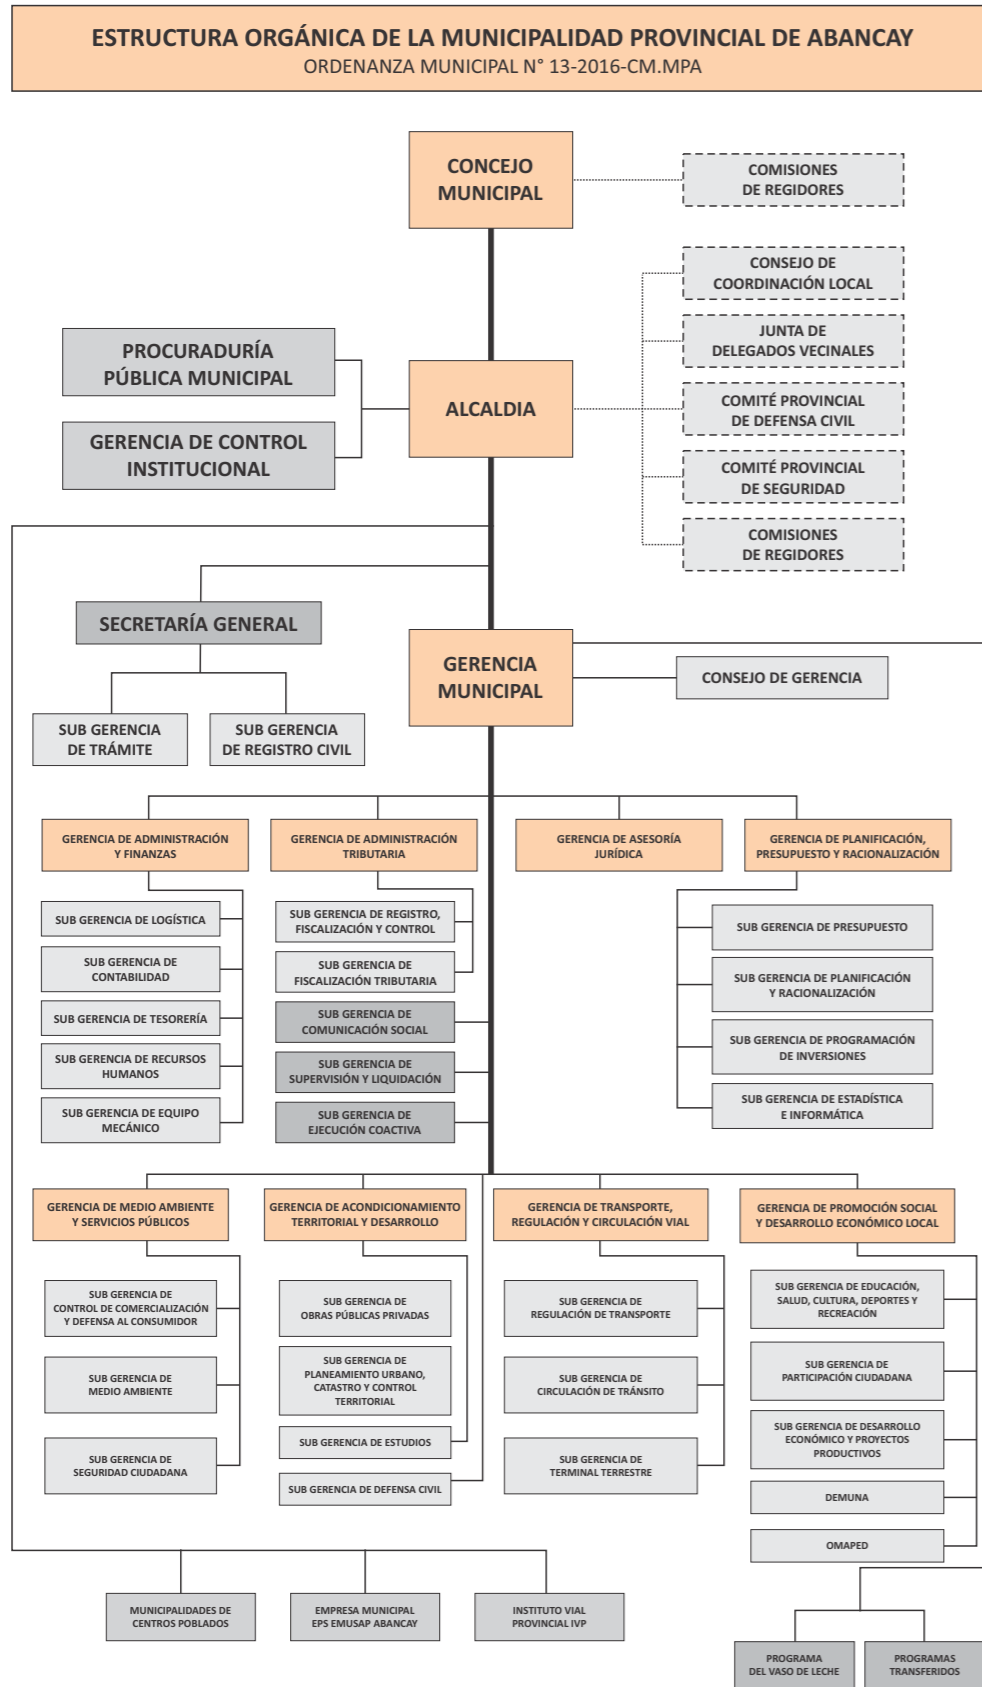 ESTRUCTURA ORGÁNICA DE LA MUNICIPALIDAD PROVINCIAL DE ABANCAY
ORDENANZA MUNICIPAL N° 13-2016-CM.MPA
CONCEJO
MUNICIPAL
COMISIONES
DE REGIDORES
CONSEJO DE
COORDINACIÓN LOCAL
JUNTA DE
DELEGADOS VECINALES
COMITÉ PROVINCIAL
DE DEFENSA CIVIL
COMITÉ PROVINCIAL
DE SEGURIDAD
COMISIONES
DE REGIDORES
PROCURADURÍA
PÚBLICA MUNICIPAL
GERENCIA DE CONTROL
INSTITUCIONAL
ALCALDIA
SECRETARÍA GENERAL
SUB GERENCIA
DE TRÁMITE
SUB GERENCIA
DE REGISTRO CIVIL
GERENCIA
MUNICIPAL
CONSEJO DE GERENCIA
GERENCIA DE ADMINISTRACIÓN
Y FINANZAS
SUB GERENCIA DE LOGÍSTICA
SUB GERENCIA DE
CONTABILIDAD
SUB GERENCIA DE TESORERÍA
SUB GERENCIA DE RECURSOS
HUMANOS
SUB GERENCIA DE EQUIPO
MECÁNICO
GERENCIA DE ADMINISTRACIÓN
TRIBUTARIA
SUB GERENCIA DE REGISTRO,
FISCALIZACIÓN Y CONTROL
SUB GERENCIA DE
FISCALIZACIÓN TRIBUTARIA
SUB GERENCIA DE
COMUNICACIÓN SOCIAL
SUB GERENCIA DE
SUPERVISIÓN Y LIQUIDACIÓN
SUB GERENCIA DE
EJECUCIÓN COACTIVA
GERENCIA DE ASESORÍA
JURÍDICA
GERENCIA DE PLANIFICACIÓN,
PRESUPUESTO Y RACIONALIZACIÓN
SUB GERENCIA DE PRESUPUESTO
SUB GERENCIA DE PLANIFICACIÓN
Y RACIONALIZACIÓN
SUB GERENCIA DE PROGRAMACIÓN
DE INVERSIONES
SUB GERENCIA DE ESTADÍSTICA
E INFORMÁTICA
GERENCIA DE MEDIO AMBIENTE
Y SERVICIOS PÚBLICOS
SUB GERENCIA DE
CONTROL DE COMERCIALIZACIÓN
Y DEFENSA AL CONSUMIDOR
SUB GERENCIA DE
MEDIO AMBIENTE
SUB GERENCIA DE
SEGURIDAD CIUDADANA
GERENCIA DE ACONDICIONAMIENTO
TERRITORIAL Y DESARROLLO
SUB GERENCIA DE
OBRAS PÚBLICAS PRIVADAS
SUB GERENCIA DE
PLANEAMIENTO URBANO,
CATASTRO Y CONTROL
TERRITORIAL
SUB GERENCIA DE ESTUDIOS
SUB GERENCIA DE DEFENSA CIVIL
GERENCIA DE TRANSPORTE,
REGULACIÓN Y CIRCULACIÓN VIAL
SUB GERENCIA DE
REGULACIÓN DE TRANSPORTE
SUB GERENCIA DE
CIRCULACIÓN DE TRÁNSITO
SUB GERENCIA DE
TERMINAL TERRESTRE
GERENCIA DE PROMOCIÓN SOCIAL
Y DESARROLLO ECONÓMICO LOCAL
SUB GERENCIA DE EDUCACIÓN,
SALUD, CULTURA, DEPORTES Y
RECREACIÓN
SUB GERENCIA DE
PARTICIPACIÓN CIUDADANA
SUB GERENCIA DE DESARROLLO
ECONÓMICO Y PROYECTOS
PRODUCTIVOS
DEMUNA
OMAPED
MUNICIPALIDADES DE
CENTROS POBLADOS
EMPRESA MUNICIPAL
EPS EMUSAP ABANCAY
INSTITUTO VIAL
PROVINCIAL IVP
PROGRAMA
DEL VASO DE LECHE
PROGRAMAS
TRANSFERIDOS